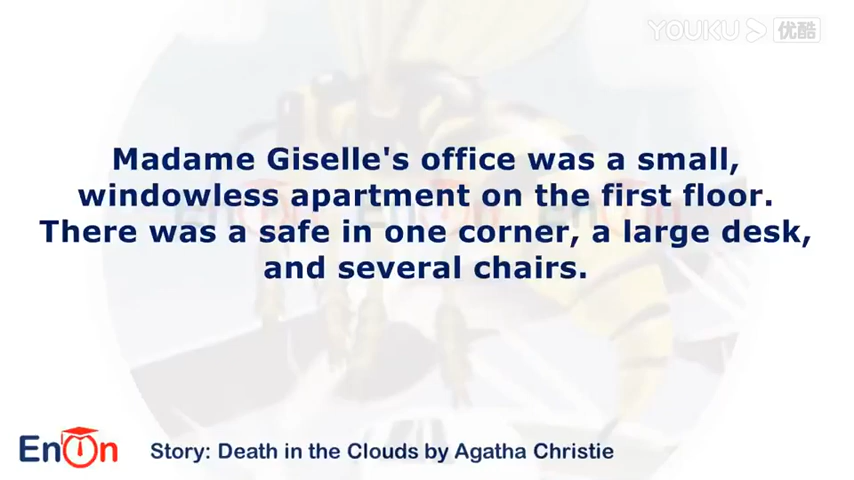 YOUKU 优酷
Madame Giselle's office was a small,
windowless apartment on the first floor.
There was a safe in one corner, a large desk,
and several chairs.
EnOn
Story: Death in the Clouds by Agatha Christie